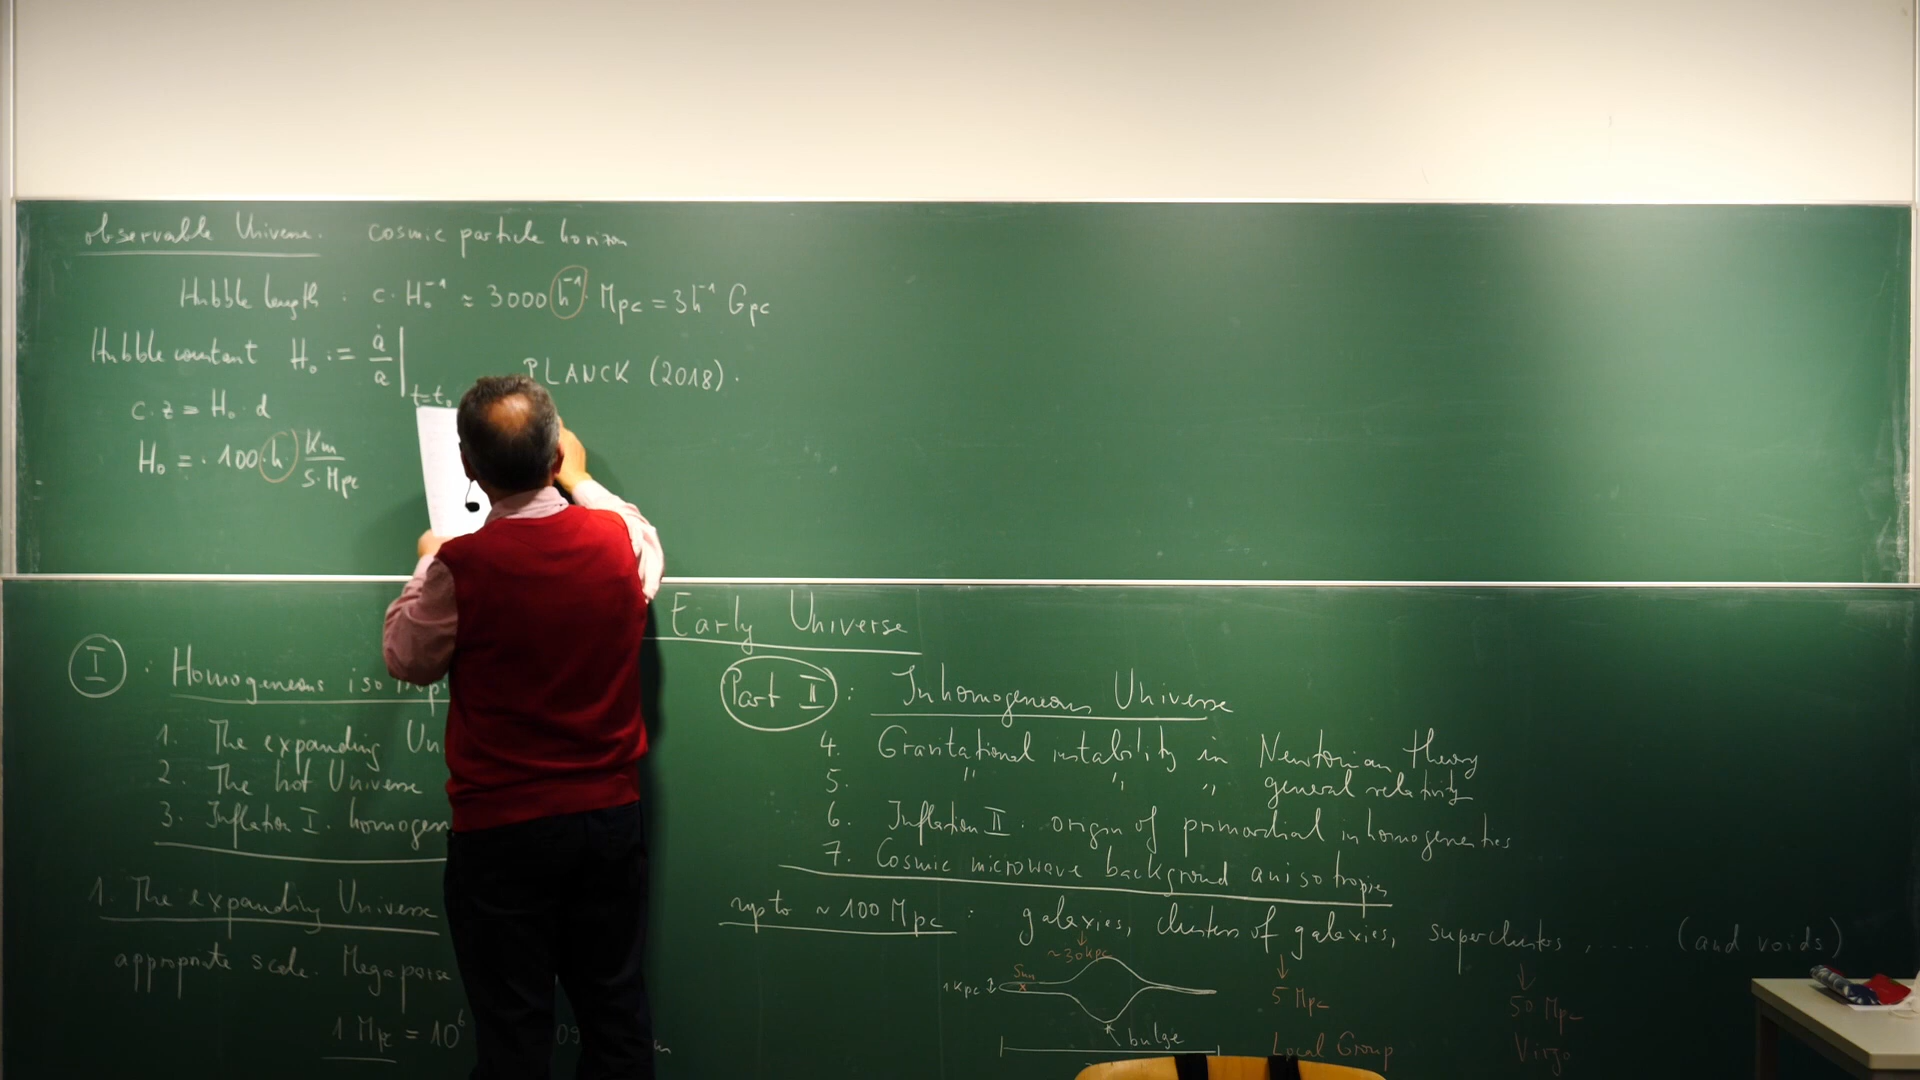 observable Universe. cosmic particle horizon
Hubble length : c · H₀⁻¹ ≈ 3000 h⁻¹ · Mpc = 3h⁻¹ Gpc
Hubble constant H₀ := ȧ/a |t=t₀
PLANCK (2018).
c · z = H₀ · d
H₀ = · 100 · h · Km/s·Mpc
Early Universe
I : Homogeneous isotropi
1. The expanding Un
2. The hot Universe
3. Inflation I. homogen
1. The expanding Universe
appropriate scale. Megaparse
1 Mpc = 10⁶ 09 m
Part II : Inhomogeneous Universe
4. Gravitational instability in Newtonian theory
5. " " " general relativity
6. Inflation II : origin of primordial inhomogeneities
7. Cosmic microwave background anisotropies
up to ~ 100 Mpc : galaxies, clusters of galaxies, superclusters, .... (and voids)
~30kpc
Sun
x
1 kpc
bulge
5 Mpc
Local Group
50 Mpc
Virgo